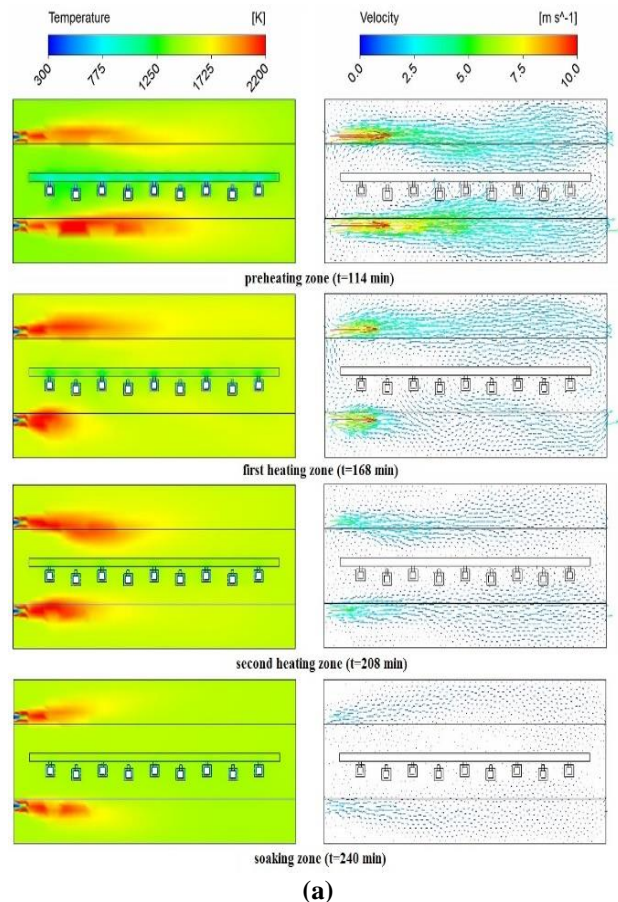 Temperature [K] Velocity [m s^-1]
300 775 1250 1725 2200 0.0 2.5 5.0 7.5 10.0
preheating zone (t=114 min)
first heating zone (t=168 min)
second heating zone (t=208 min)
soaking zone (t=240 min)
(a)